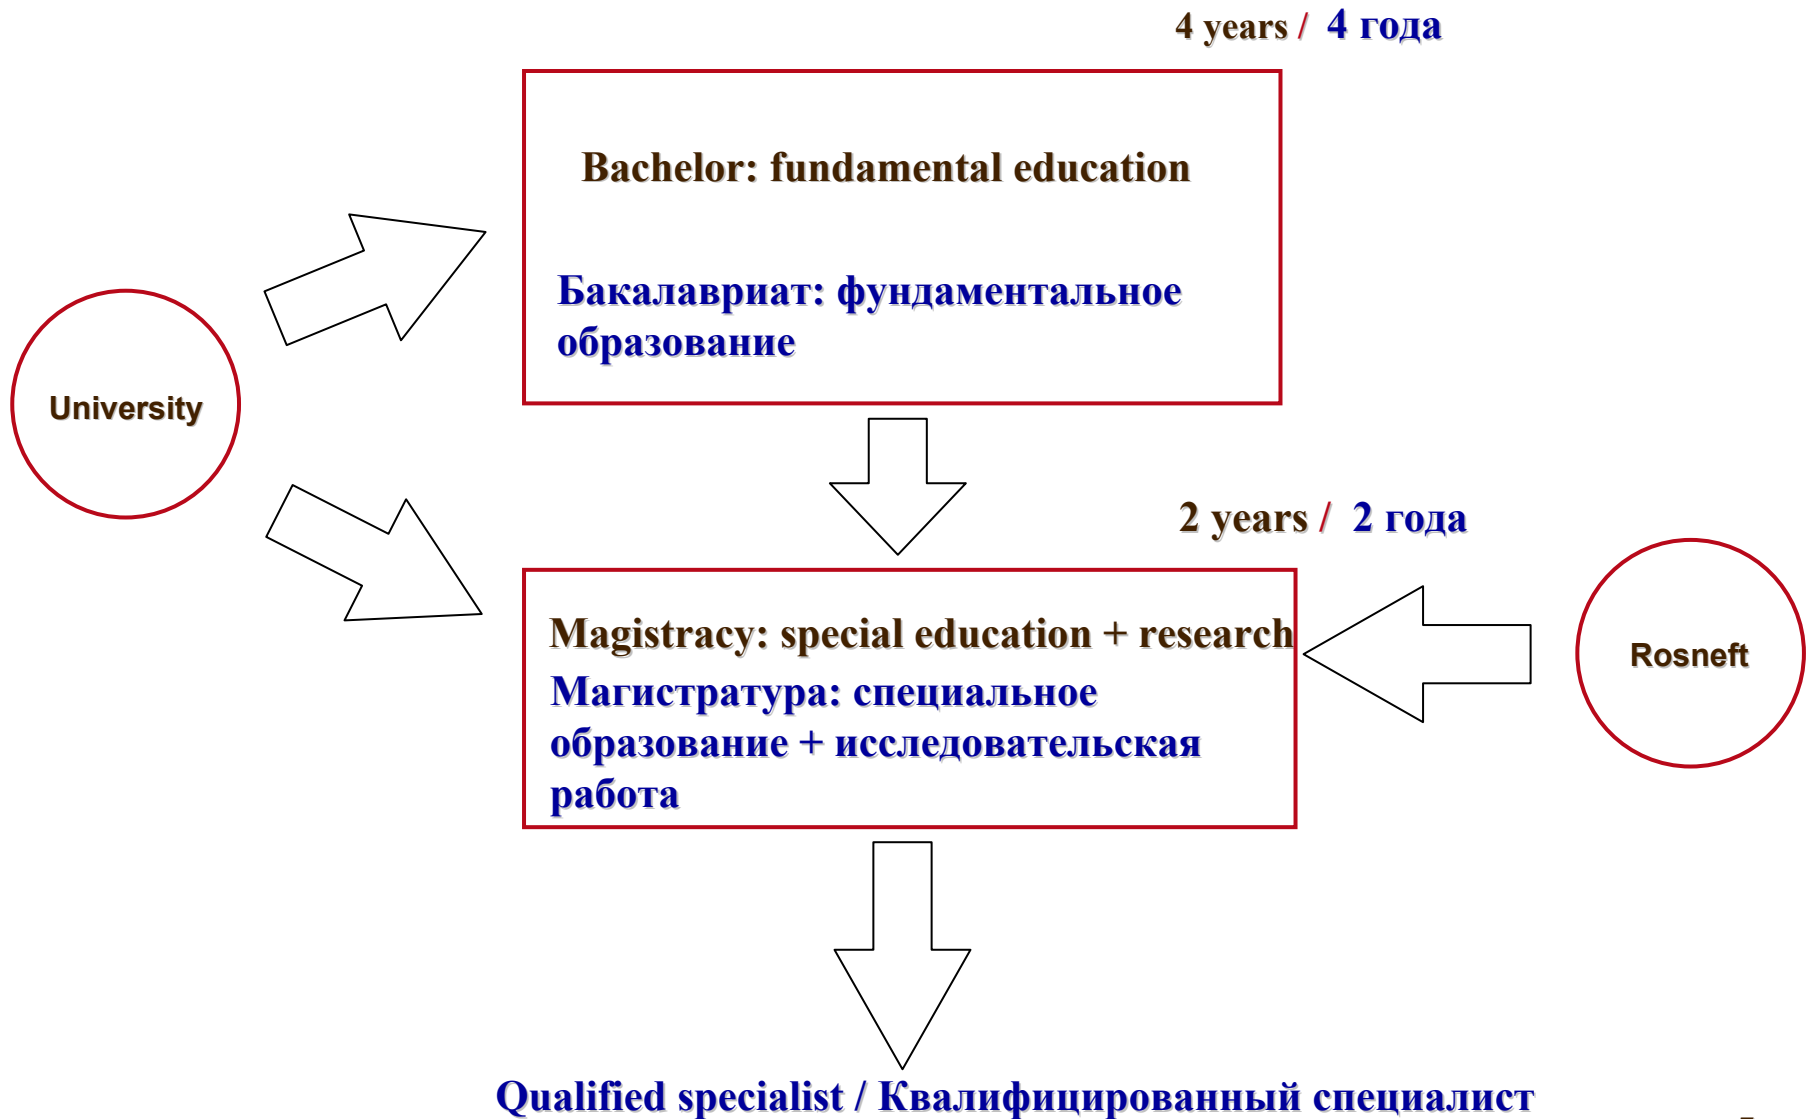 4 years / 4 года
Bachelor: fundamental education
Бакалавриат: фундаментальное
образование
University
2 years / 2 года
Magistracy: special education + research
Магистратура: специальное
образование + исследовательская
работа
Rosneft
Qualified specialist / Квалифицированный специалист